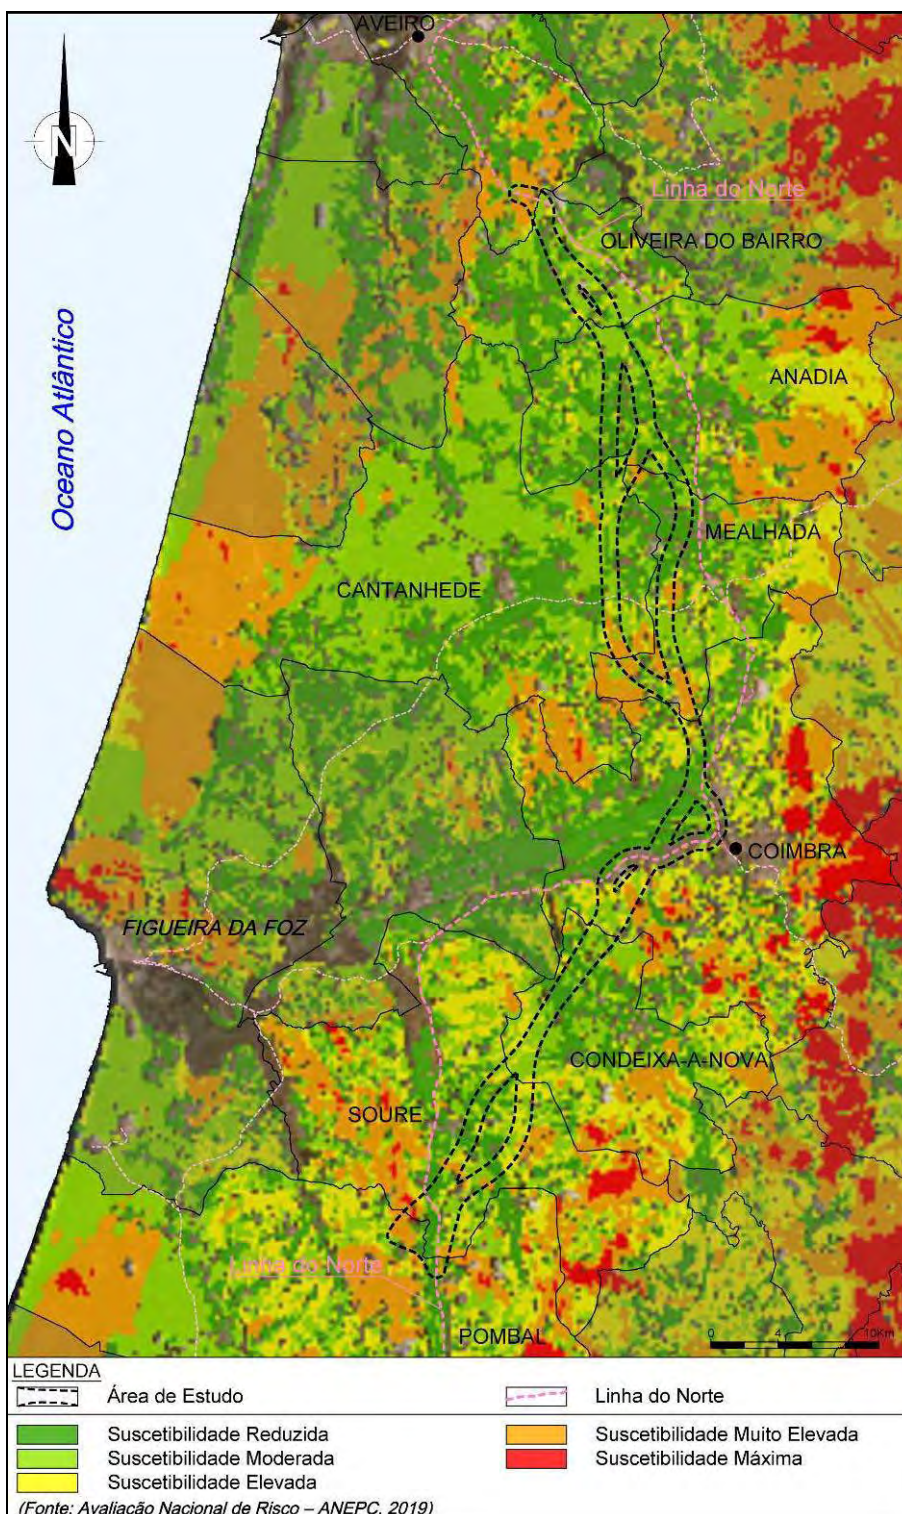 AVEIRO
N
Linha do Norte
OLIVEIRA DO BAIRRO
Oceano Atlântico
ANADIA
MEALHADA
CANTANHEDE
COIMBRA
FIGUEIRA DA FOZ
CONDEIXA-A-NOVA
SOURE
Linha do Norte
POMBAL
0 4 10Km
LEGENDA
Área de Estudo
Linha do Norte
Suscetibilidade Reduzida
Suscetibilidade Muito Elevada
Suscetibilidade Moderada
Suscetibilidade Máxima
Suscetibilidade Elevada
(Fonte: Avaliação Nacional de Risco – ANEPC, 2019)